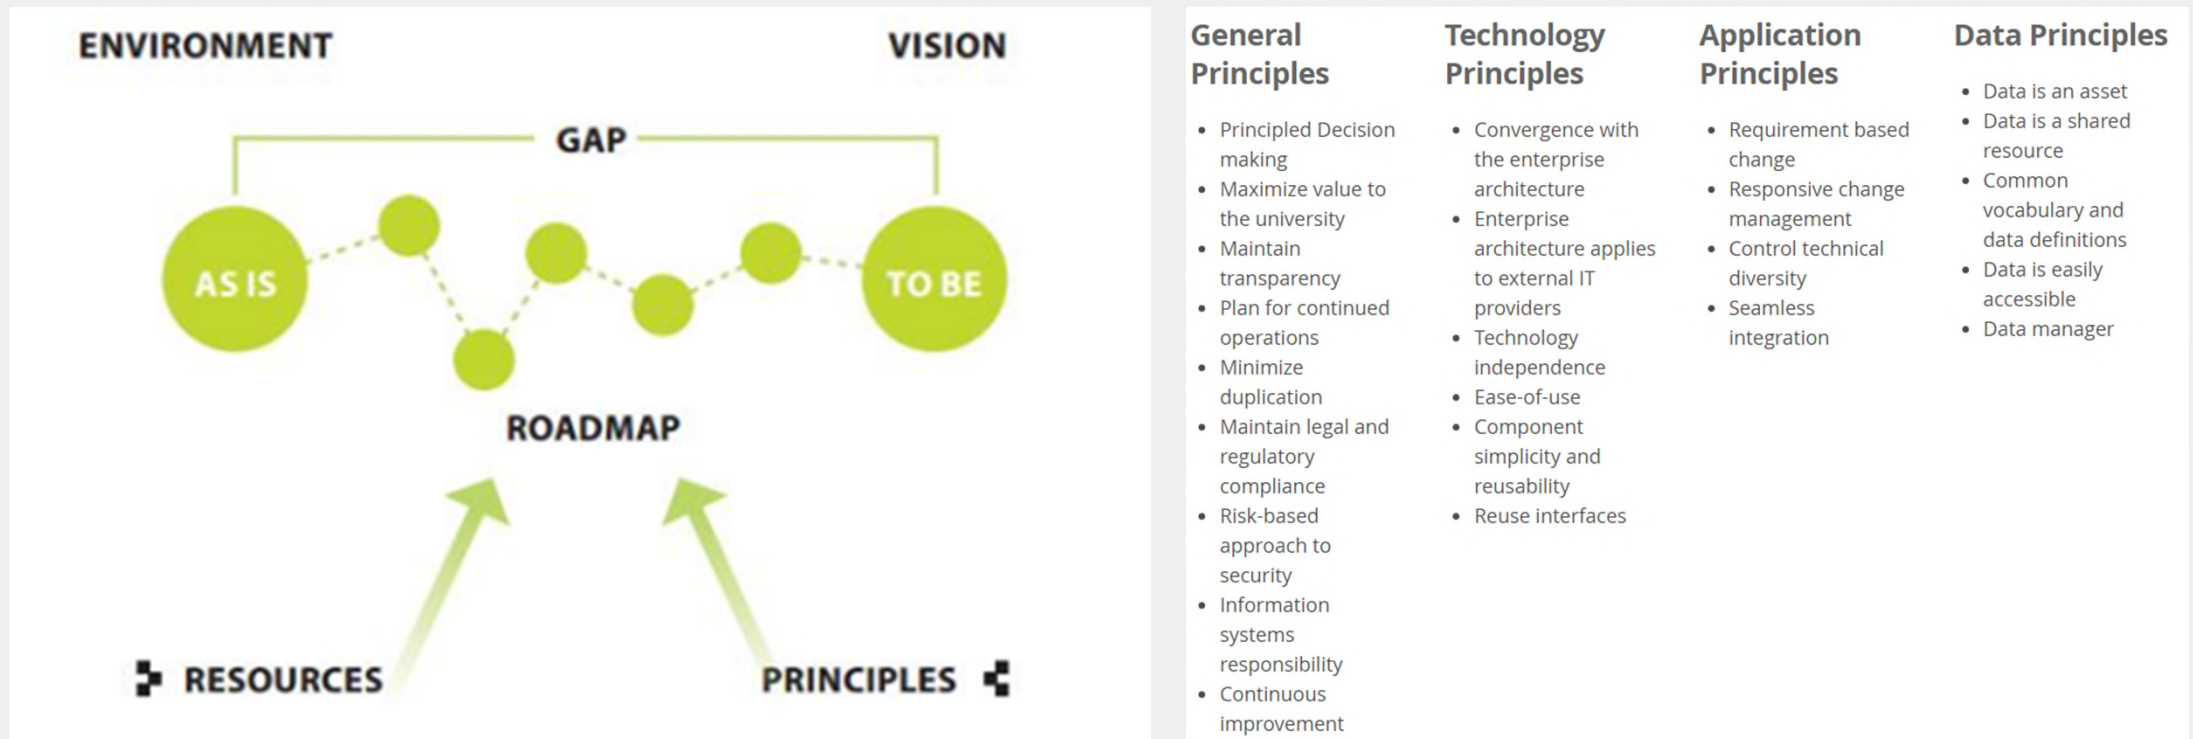 ENVIRONMENT
VISION
GAP
AS IS
TO BE
ROADMAP
RESOURCES
PRINCIPLES
General
Principles
Principled Decision
making
Maximize value to
the university
Maintain
transparency
Plan for continued
operations
Minimize
duplication
Maintain legal and
regulatory
compliance
Risk-based
approach to
security
Information
systems
responsibility
Continuous
improvement
Technology
Principles
Convergence with
the enterprise
architecture
Enterprise
architecture applies
to external IT
providers
Technology
independence
Ease-of-use
Component
simplicity and
reusability
Reuse interfaces
Application
Principles
Requirement based
change
Responsive change
management
Control technical
diversity
Seamless
integration
Data Principles
Data is an asset
Data is a shared
resource
Common
vocabulary and
data definitions
Data is easily
accessible
Data manager